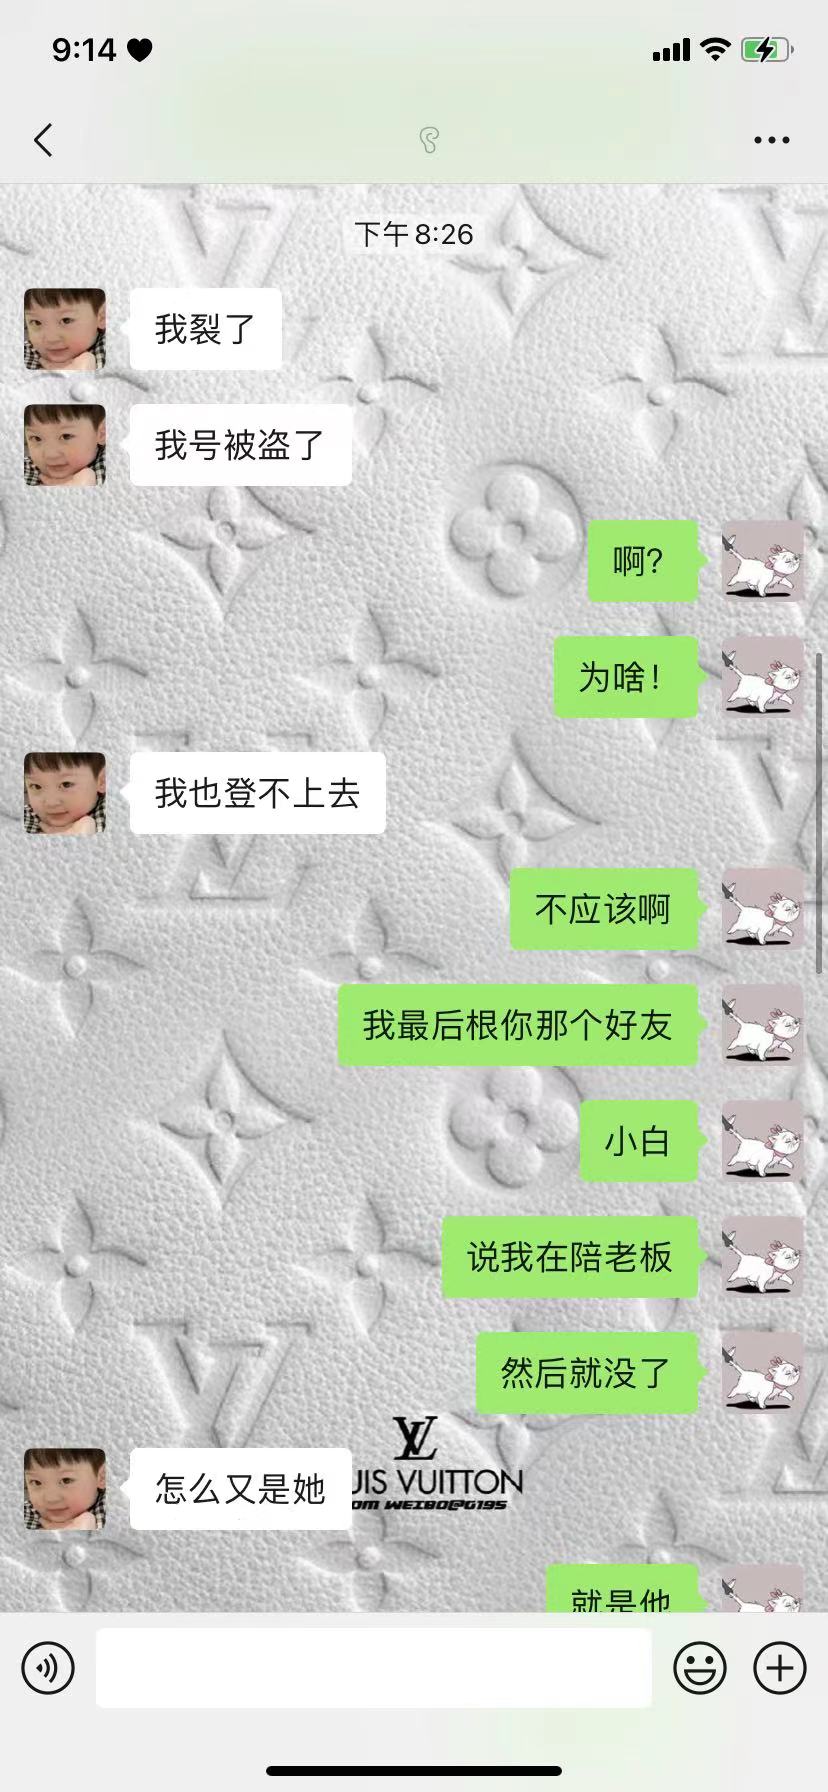 9:14
下午 8:26
我裂了
我号被盗了
啊?
为啥!
我也登不上去
不应该啊
我最后根你那个好友
小白
说我在陪老板
然后就没了
怎么又是她
UIS VUITTON
OM WEIBO@G195
就是他